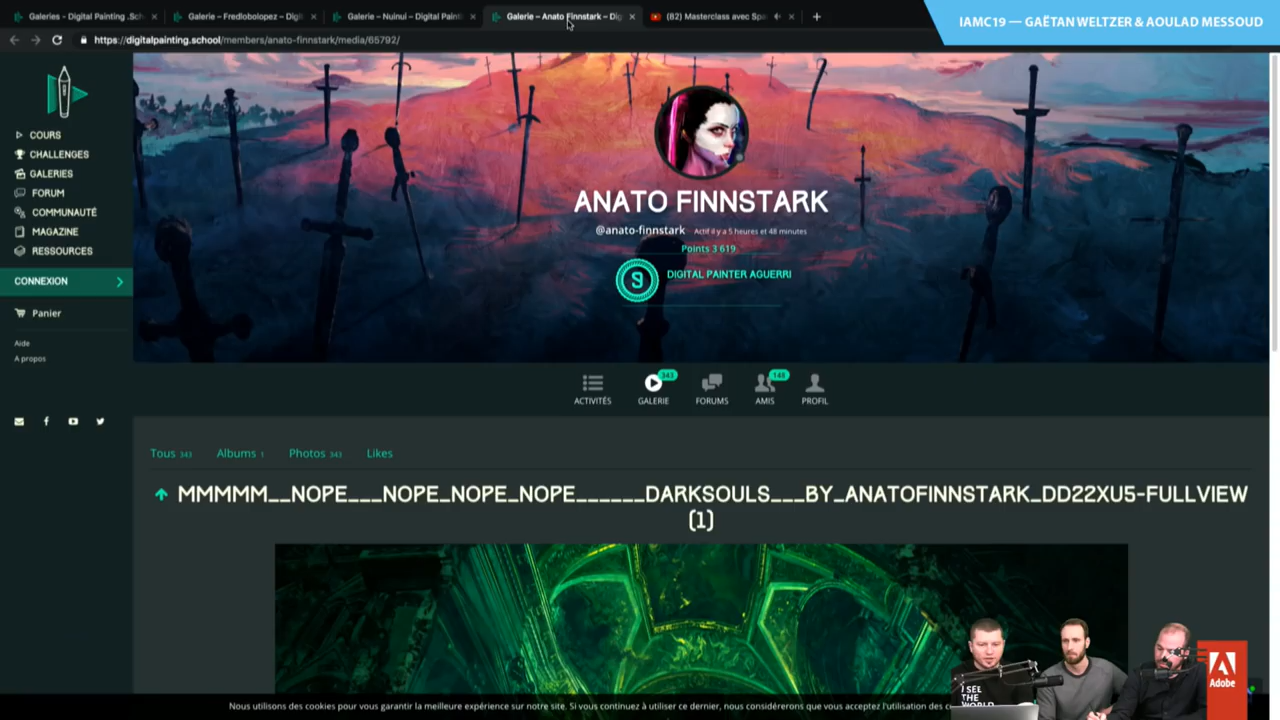 Galeries – Digital Painting .Sch
Galerie – Fredlobolopez – Digi
Galerie – Nuinui – Digital Painti
Galerie – Anato Finnstark – Dig
(82) Masterclass avec Spa
IAMC19 — GAËTAN WELTZER & AOULAD MESSOUD
https://digitalpainting.school/members/anato-finnstark/media/65792/
COURS
CHALLENGES
GALERIES
FORUM
COMMUNAUTÉ
MAGAZINE
RESSOURCES
CONNEXION
Panier
Aide
A propos
ANATO FINNSTARK
@anato-finnstark Actif il y a 5 heures et 48 minutes
Points 3 619
DIGITAL PAINTER AGUERRI
343
148
ACTIVITÉS GALERIE FORUMS AMIS PROFIL
Tous 343 Albums 1 Photos 343 Likes
MMMMM__NOPE___NOPE_NOPE_NOPE______DARKSOULS___BY_ANATOFINNSTARK_DD22XU5-FULLVIEW
(1)
I SEE
THE
WORLD
Adobe
Nous utilisons des cookies pour vous garantir la meilleure expérience sur notre site. Si vous continuez à utiliser ce dernier, nous considérerons que vous acceptez l'utilisation des